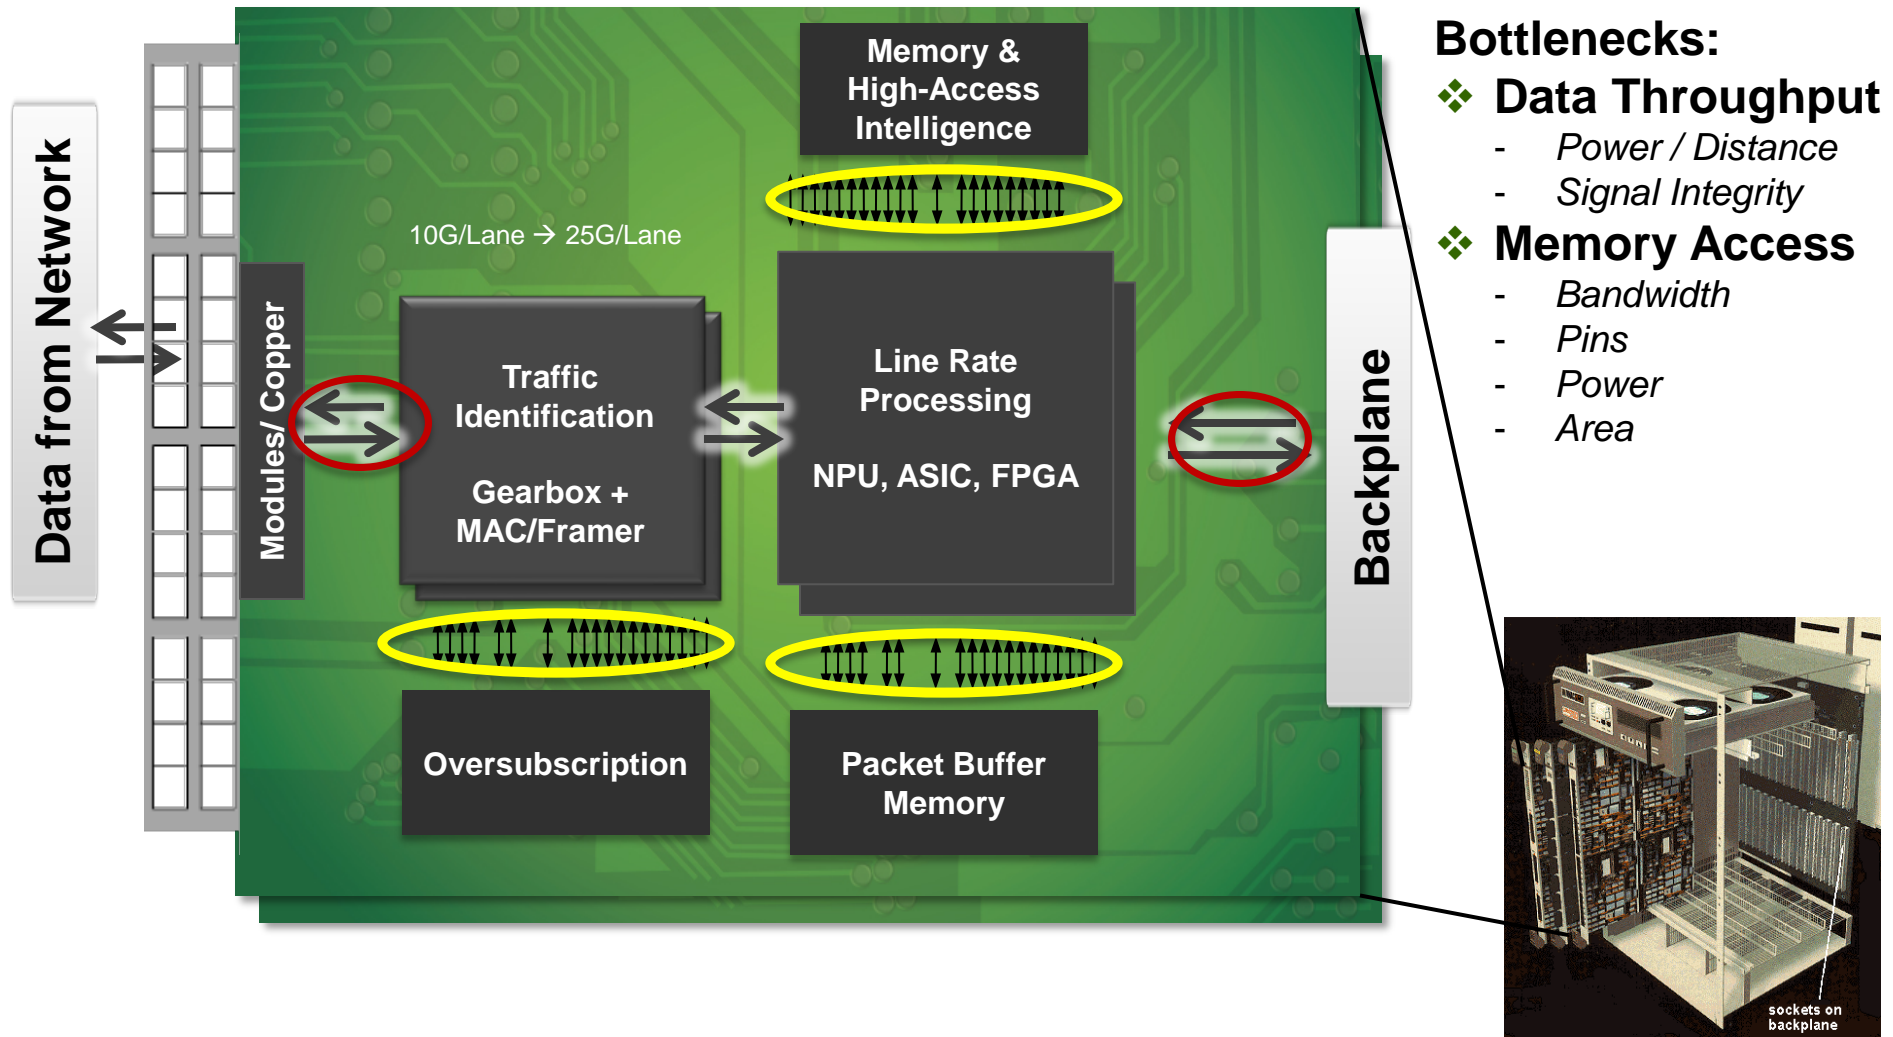 Data from Network
Modules/ Copper
10G/Lane → 25G/Lane
Memory &
High-Access
Intelligence
Traffic
Identification
Gearbox +
MAC/Framer
Line Rate
Processing
NPU, ASIC, FPGA
Oversubscription
Packet Buffer
Memory
Backplane
Bottlenecks:
❖ Data Throughput
- Power / Distance
- Signal Integrity
❖ Memory Access
- Bandwidth
- Pins
- Power
- Area
sockets on
backplane